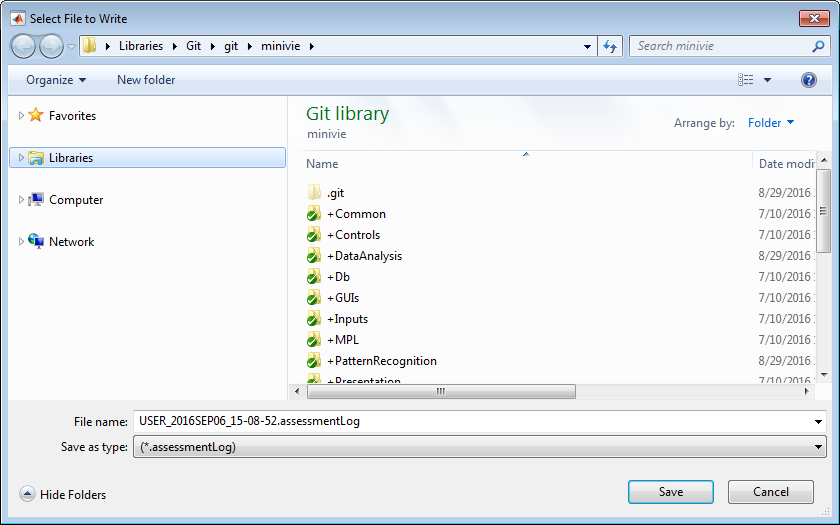 Select File to Write
Libraries Git git minivie
Search minivie
Organize New folder
Favorites
Libraries
Computer
Network
Git library
minivie
Arrange by: Folder
Name Date modif
.git 8/29/2016
+Common 7/10/2016
+Controls 7/10/2016
+DataAnalysis 8/29/2016
+Db 7/10/2016
+GUIs 7/10/2016
+Inputs 7/10/2016
+MPL 7/10/2016
+PatternRecognition 8/29/2016
+Presentation 7/10/2016
File name: USER_2016SEP06_15-08-52.assessmentLog
Save as type: (*.assessmentLog)
Hide Folders
Save Cancel